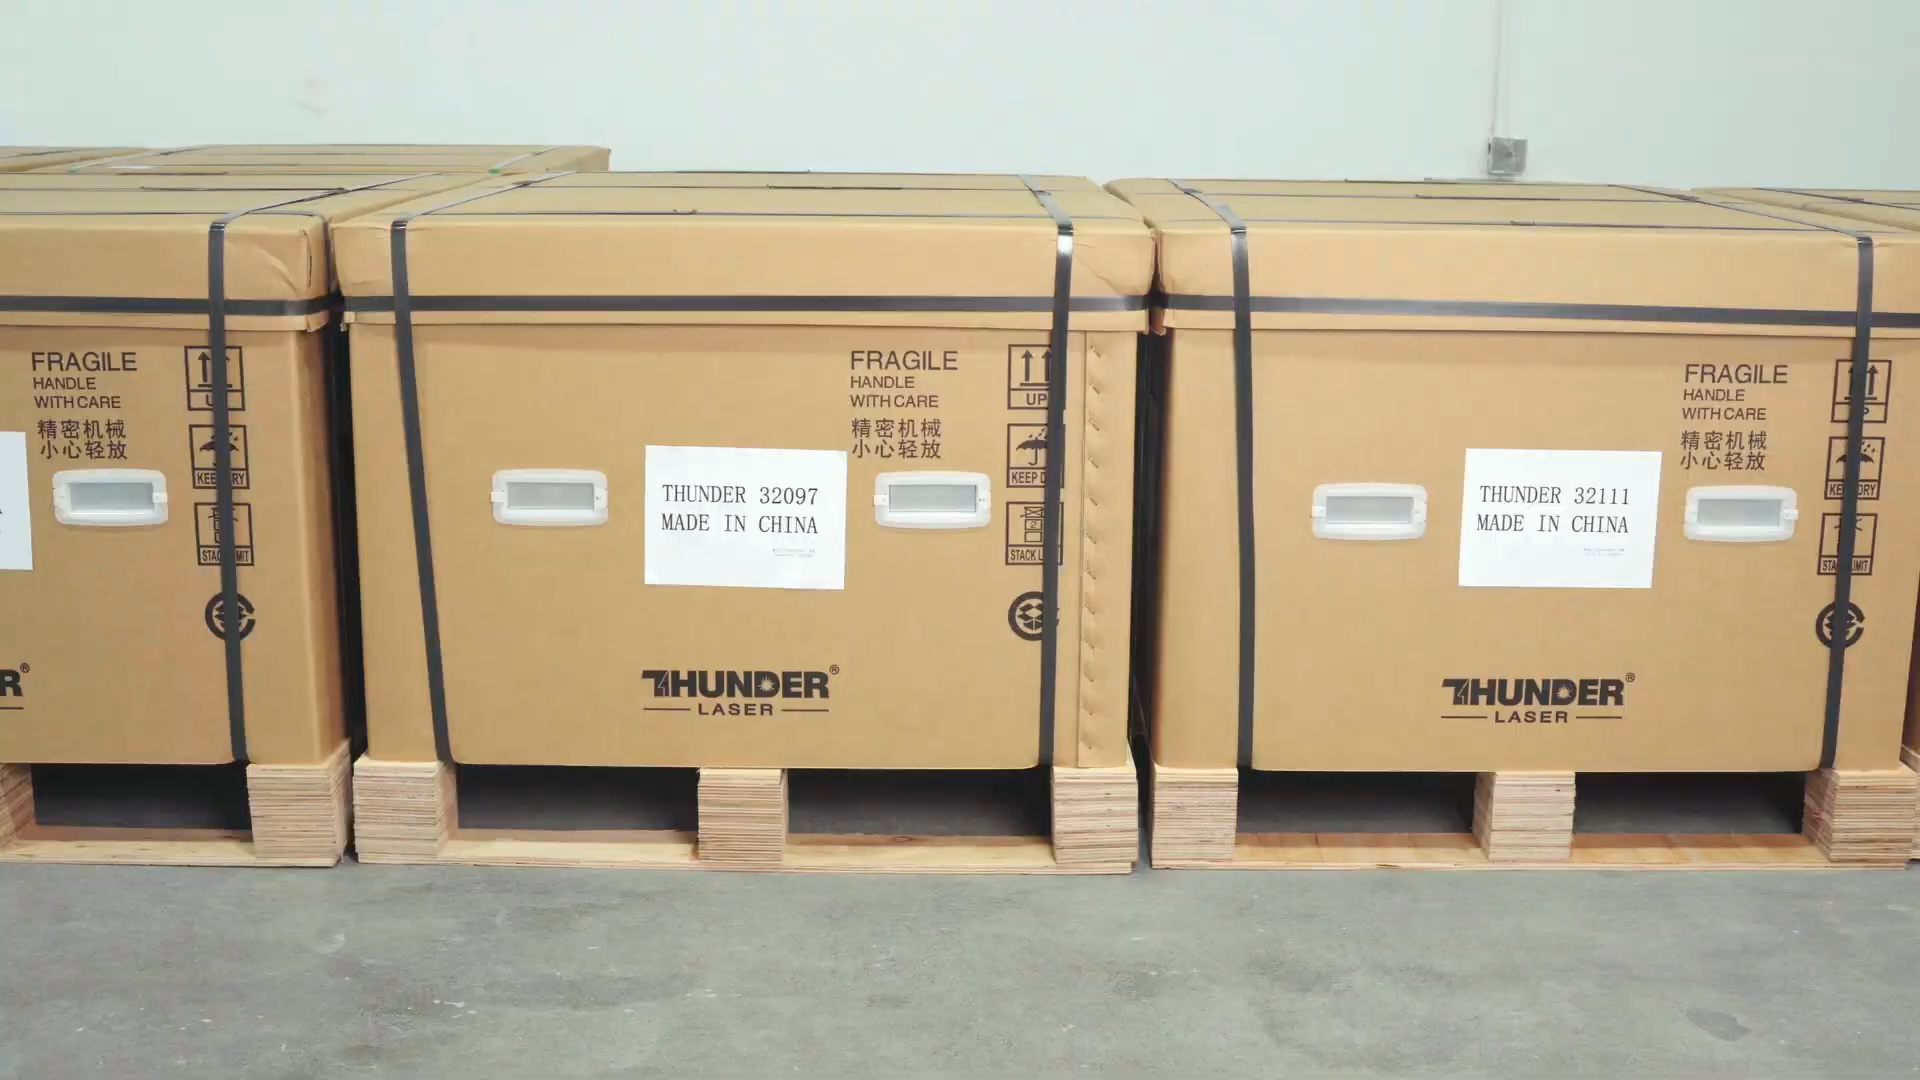 FRAGILE
HANDLE
WITH CARE
精密机械
小心轻放
R®
FRAGILE
HANDLE
WITH CARE
精密机械
小心轻放
UP
KEEP D
STACK L
THUNDER 32097
MADE IN CHINA
THUNDER®
LASER
FRAGILE
HANDLE
WITH CARE
精密机械
小心轻放
THUNDER 32111
MADE IN CHINA
THUNDER®
LASER